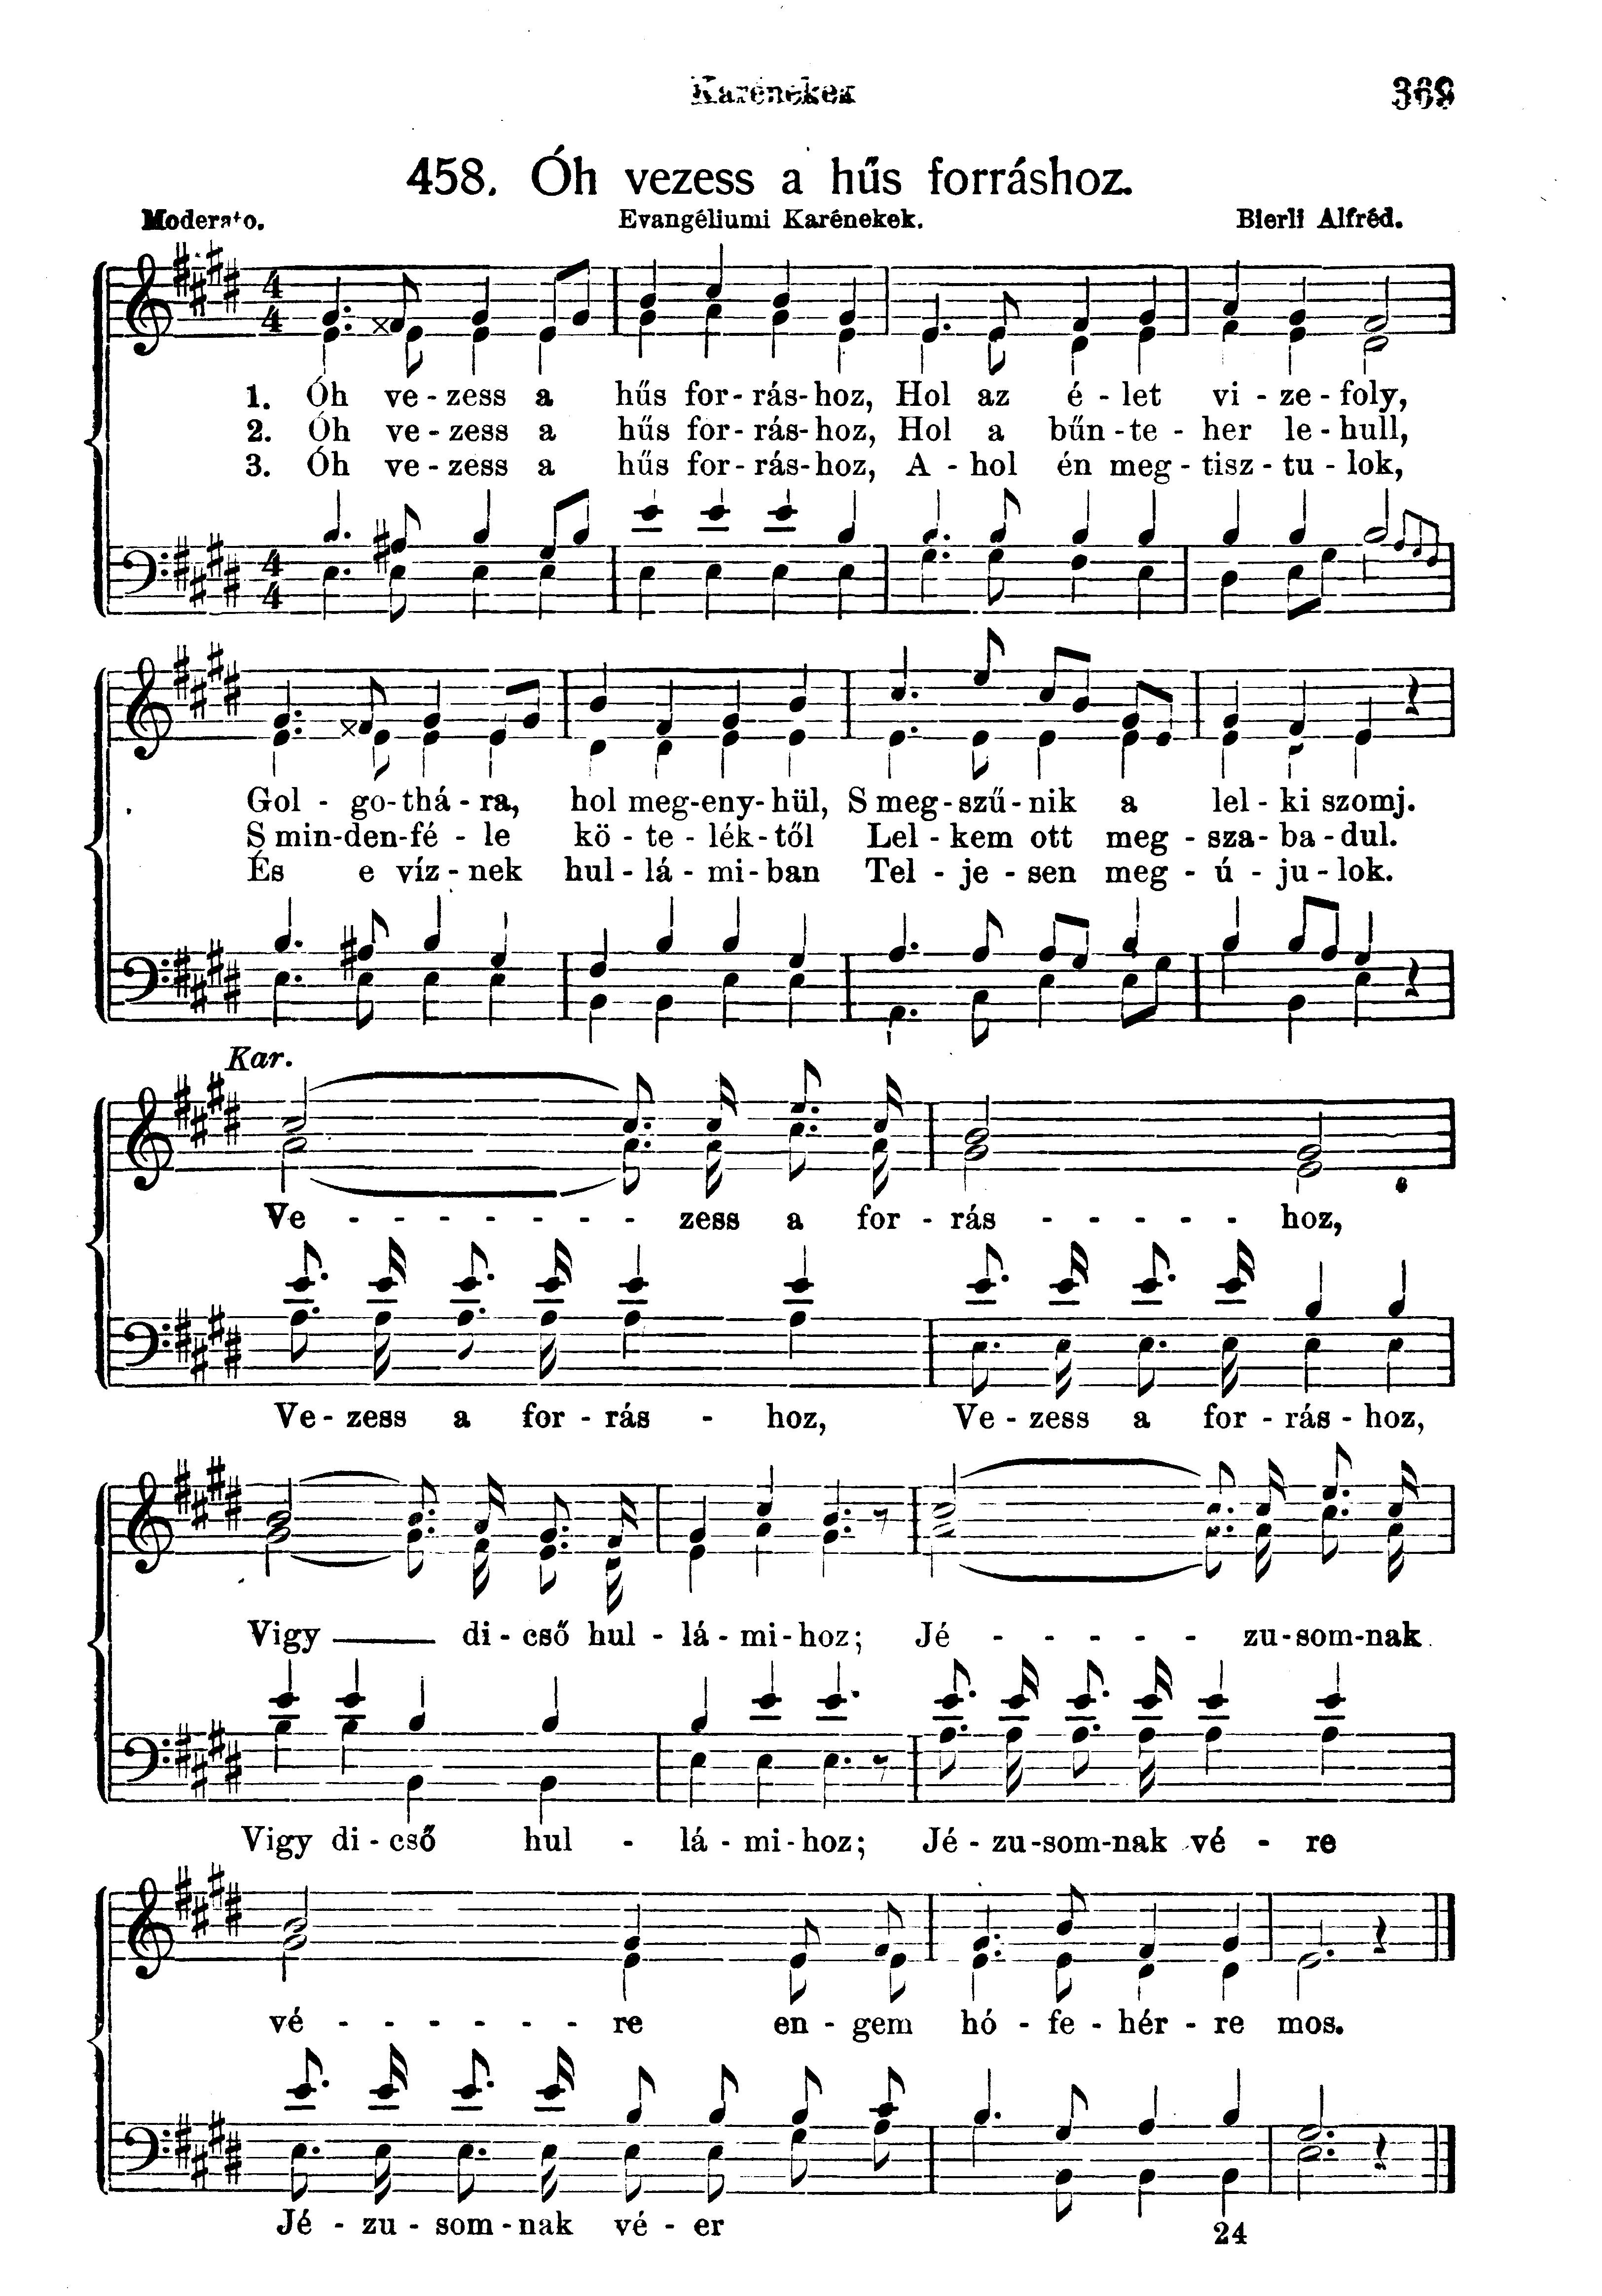 Karénekek 369
458. Óh vezess a hűs forráshoz.
Moderato. Evangéliumi Karénekek. Bierli Alfréd.
4 4
1. Óh ve - zess a hűs for - rás - hoz, Hol az é - let vi - ze - foly,
2. Óh ve - zess a hűs for - rás - hoz, Hol a bűn - te - her le - hull,
3. Óh ve - zess a hűs for - rás - hoz, A - hol én meg - tisz - tu - lok,
4 4
Gol - go - thá - ra, hol meg - eny - hül, S meg - szű - nik a lel - ki szomj.
S min - den - fé - le kö - te - lék - től Lel - kem ott meg - sza - ba - dul.
És e víz - nek hul - lá - mi - ban Tel - je - sen meg - ú - ju - lok.
Kar.
Ve - - - - - - zess a for - rás - - - - - hoz,
Ve - zess a for - rás - hoz, Ve - zess a for - rás - hoz,
Vigy di - cső hul - lá - mi - hoz; Jé - - - - - zu - som - nak
Vigy di - cső hul - lá - mi - hoz; Jé - zu - som - nak vé - re
vé - - - - - - re en - gem hó - fe - hér - re mos.
Jé - zu - som - nak vé - er
24